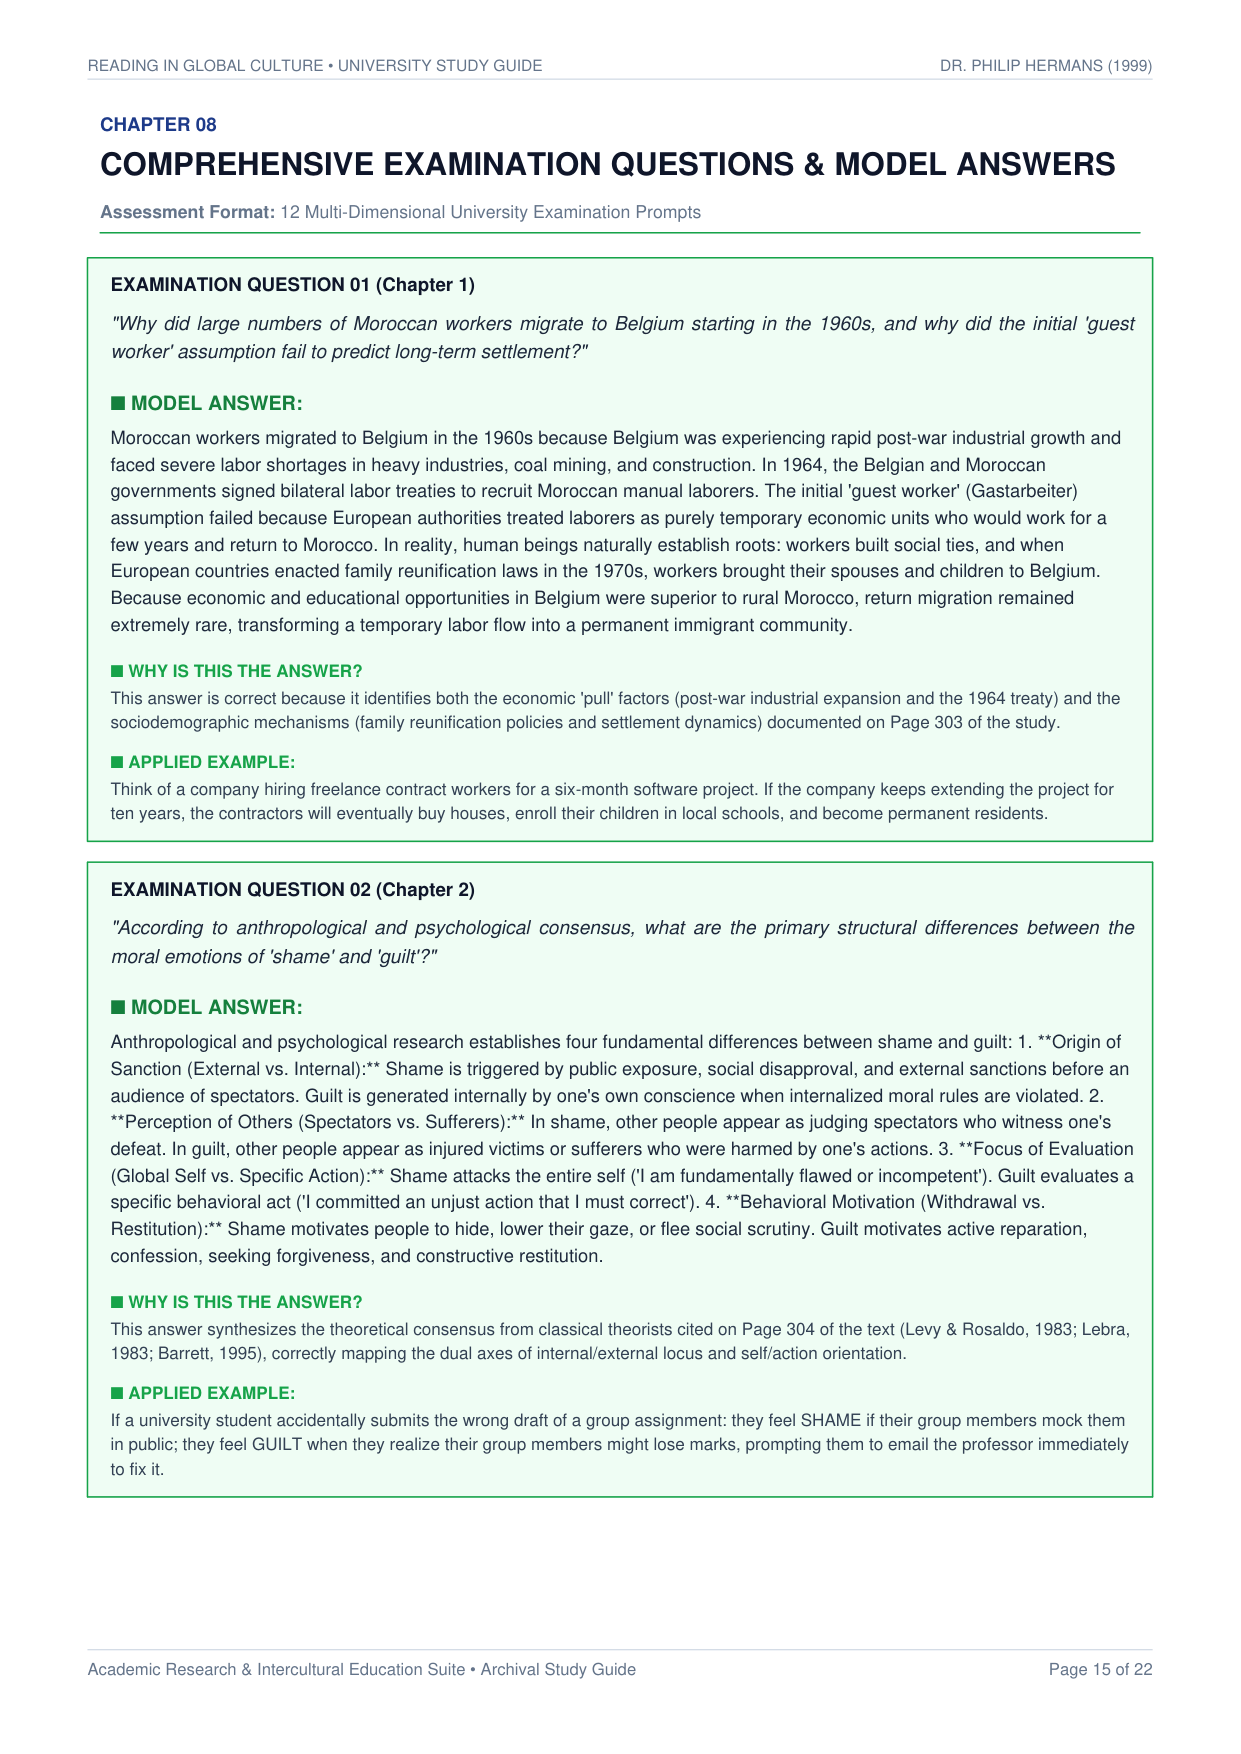 READING IN GLOBAL CULTURE • UNIVERSITY STUDY GUIDE
DR. PHILIP HERMANS (1999)
CHAPTER 08
COMPREHENSIVE EXAMINATION QUESTIONS & MODEL ANSWERS
Assessment Format: 12 Multi-Dimensional University Examination Prompts
EXAMINATION QUESTION 01 (Chapter 1)
"Why did large numbers of Moroccan workers migrate to Belgium starting in the 1960s, and why did the initial 'guest
worker' assumption fail to predict long-term settlement?"
■ MODEL ANSWER:
Moroccan workers migrated to Belgium in the 1960s because Belgium was experiencing rapid post-war industrial growth and
faced severe labor shortages in heavy industries, coal mining, and construction. In 1964, the Belgian and Moroccan
governments signed bilateral labor treaties to recruit Moroccan manual laborers. The initial 'guest worker' (Gastarbeiter)
assumption failed because European authorities treated laborers as purely temporary economic units who would work for a
few years and return to Morocco. In reality, human beings naturally establish roots: workers built social ties, and when
European countries enacted family reunification laws in the 1970s, workers brought their spouses and children to Belgium.
Because economic and educational opportunities in Belgium were superior to rural Morocco, return migration remained
extremely rare, transforming a temporary labor flow into a permanent immigrant community.
■ WHY IS THIS THE ANSWER?
This answer is correct because it identifies both the economic 'pull' factors (post-war industrial expansion and the 1964 treaty) and the
sociodemographic mechanisms (family reunification policies and settlement dynamics) documented on Page 303 of the study.
■ APPLIED EXAMPLE:
Think of a company hiring freelance contract workers for a six-month software project. If the company keeps extending the project for
ten years, the contractors will eventually buy houses, enroll their children in local schools, and become permanent residents.
EXAMINATION QUESTION 02 (Chapter 2)
"According to anthropological and psychological consensus, what are the primary structural differences between the
moral emotions of 'shame' and 'guilt'?"
■ MODEL ANSWER:
Anthropological and psychological research establishes four fundamental differences between shame and guilt: 1. **Origin of
Sanction (External vs. Internal):** Shame is triggered by public exposure, social disapproval, and external sanctions before an
audience of spectators. Guilt is generated internally by one's own conscience when internalized moral rules are violated. 2.
**Perception of Others (Spectators vs. Sufferers):** In shame, other people appear as judging spectators who witness one's
defeat. In guilt, other people appear as injured victims or sufferers who were harmed by one's actions. 3. **Focus of Evaluation
(Global Self vs. Specific Action):** Shame attacks the entire self ('I am fundamentally flawed or incompetent'). Guilt evaluates a
specific behavioral act ('I committed an unjust action that I must correct'). 4. **Behavioral Motivation (Withdrawal vs.
Restitution):** Shame motivates people to hide, lower their gaze, or flee social scrutiny. Guilt motivates active reparation,
confession, seeking forgiveness, and constructive restitution.
■ WHY IS THIS THE ANSWER?
This answer synthesizes the theoretical consensus from classical theorists cited on Page 304 of the text (Levy & Rosaldo, 1983; Lebra,
1983; Barrett, 1995), correctly mapping the dual axes of internal/external locus and self/action orientation.
■ APPLIED EXAMPLE:
If a university student accidentally submits the wrong draft of a group assignment: they feel SHAME if their group members mock them
in public; they feel GUILT when they realize their group members might lose marks, prompting them to email the professor immediately
to fix it.
Academic Research & Intercultural Education Suite • Archival Study Guide
Page 15 of 22